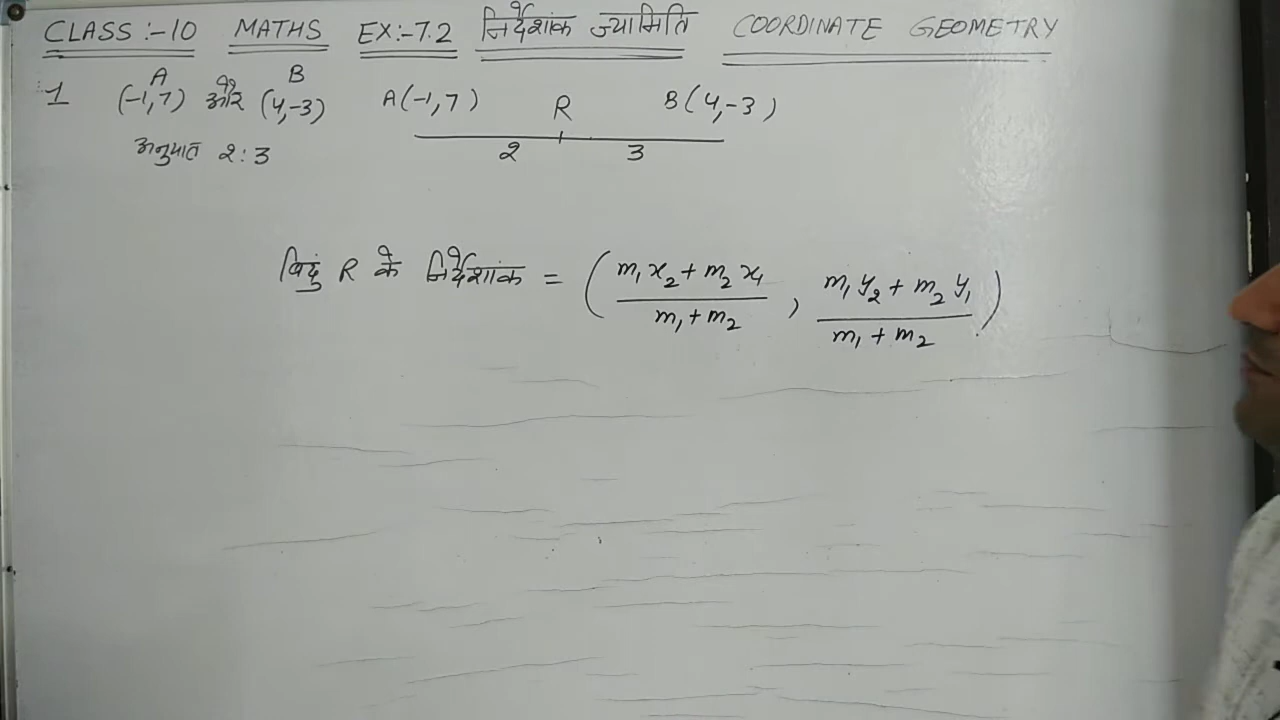 CLASS :-10 MATHS EX:-7.2 निर्देशांक ज्यामिति COORDINATE GEOMETRY
1 A B
(-1,7) और (4,-3) A(-1,7) R B(4,-3)
अनुपात 2:3 2 3
बिंदु R के निर्देशांक = ( m₁x₂ + m₂x₁ / m₁ + m₂ , m₁y₂ + m₂y₁ / m₁ + m₂ )